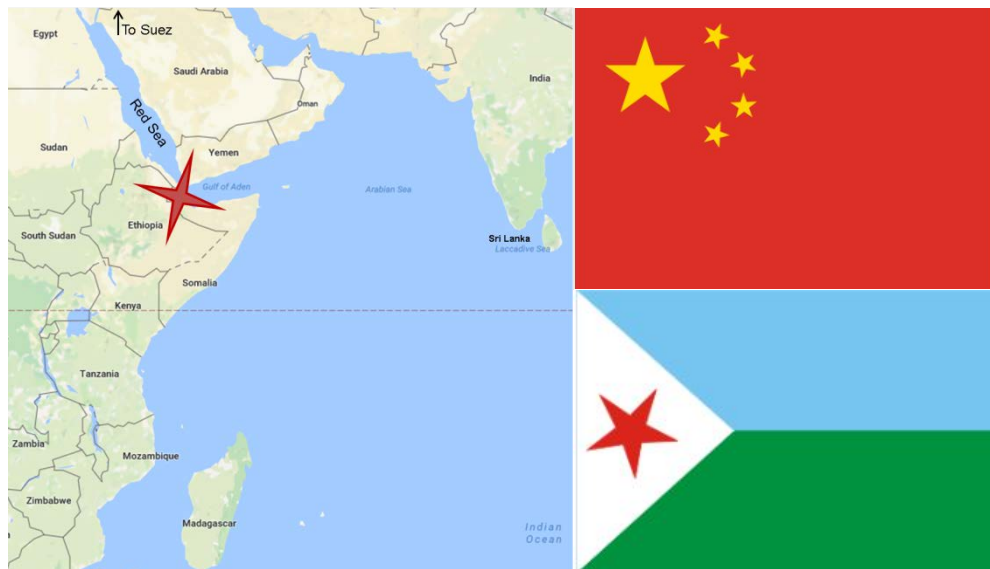 To Suez
Egypt
Saudi Arabia
India
Oman
Red Sea
Sudan
Yemen
Gulf of Aden
Arabian Sea
Ethiopia
South Sudan
Sri Lanka
Laccadive Sea
Somalia
Kenya
Tanzania
Zambia
Mozambique
Zimbabwe
Madagascar
Indian
Ocean